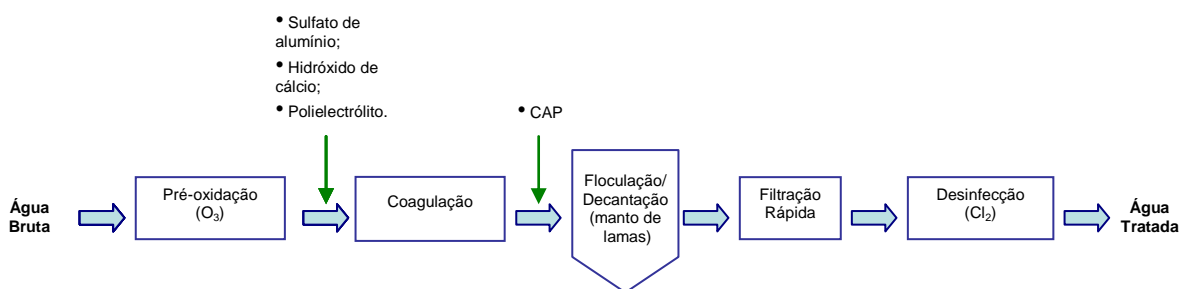 • Sulfato de
alumínio;
• Hidróxido de
cálcio;
• Polielectrólito.
• CAP
Água
Bruta
Pré-oxidação
(O₃)
Coagulação
Floculação/
Decantação
(manto de
lamas)
Filtração
Rápida
Desinfecção
(Cl₂)
Água
Tratada